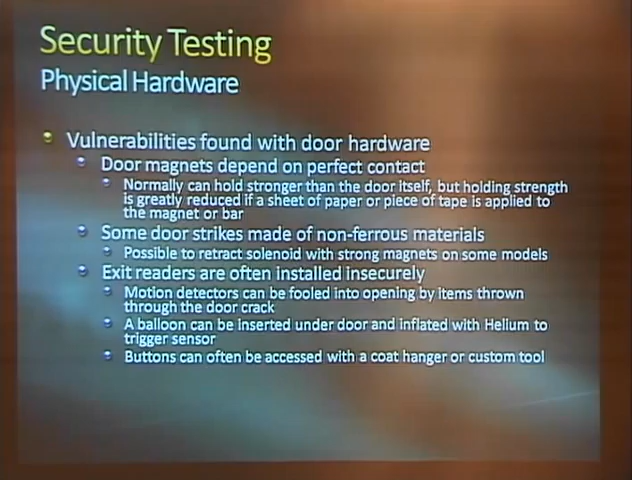 Security Testing
Physical Hardware
Vulnerabilities found with door hardware
Door magnets depend on perfect contact
Normally can hold stronger than the door itself, but holding strength
is greatly reduced if a sheet of paper or piece of tape is applied to
the magnet or bar
Some door strikes made of non-ferrous materials
Possible to retract solenoid with strong magnets on some models
Exit readers are often installed insecurely
Motion detectors can be fooled into opening by items thrown
through the door crack
A balloon can be inserted under door and inflated with Helium to
trigger sensor
Buttons can often be accessed with a coat hanger or custom tool